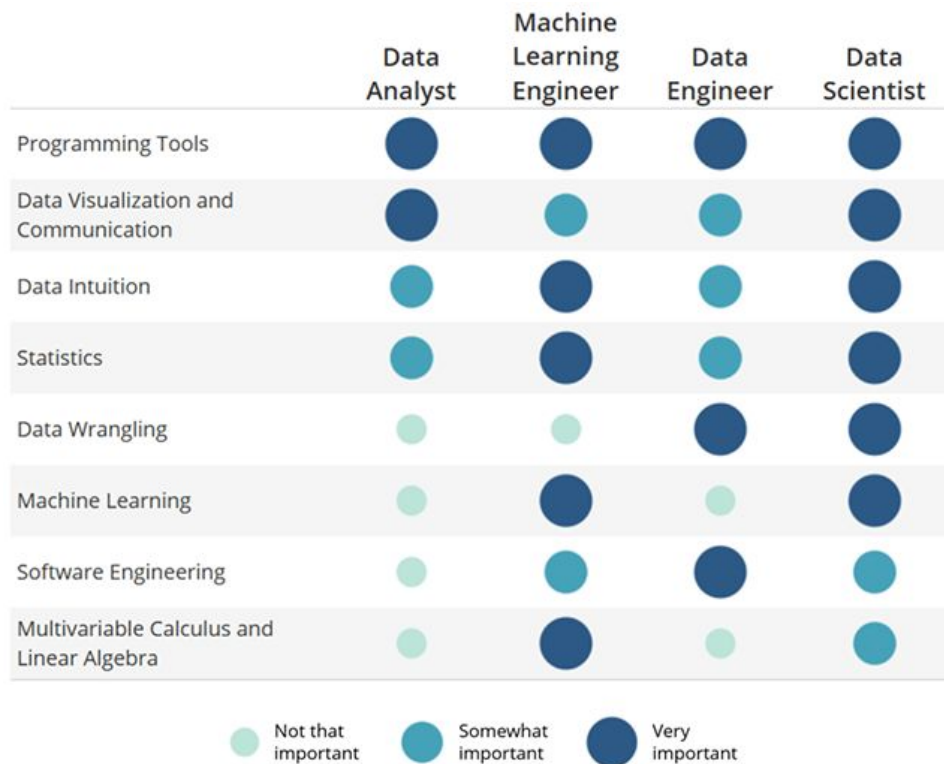 Data
Analyst
Machine
Learning
Engineer
Data
Engineer
Data
Scientist
Programming Tools
Data Visualization and
Communication
Data Intuition
Statistics
Data Wrangling
Machine Learning
Software Engineering
Multivariable Calculus and
Linear Algebra
Not that
important
Somewhat
important
Very
important